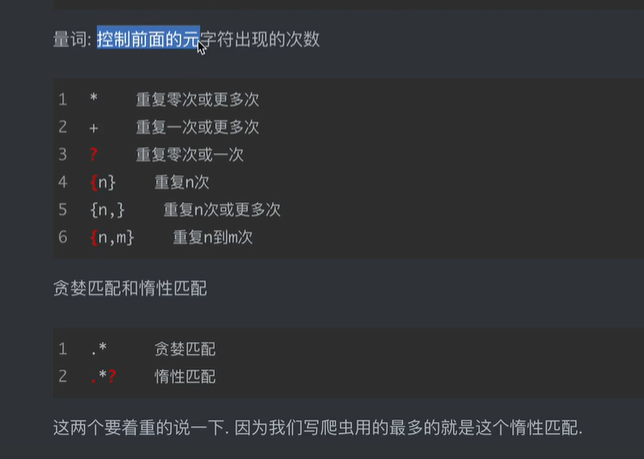 量词: 控制前面的元字符出现的次数
1 * 重复零次或更多次
2 + 重复一次或更多次
3 ? 重复零次或一次
4 {n} 重复n次
5 {n,} 重复n次或更多次
6 {n,m} 重复n到m次
贪婪匹配和惰性匹配
1 .* 贪婪匹配
2 .*? 惰性匹配
这两个要着重的说一下. 因为我们写爬虫用的最多的就是这个惰性匹配.